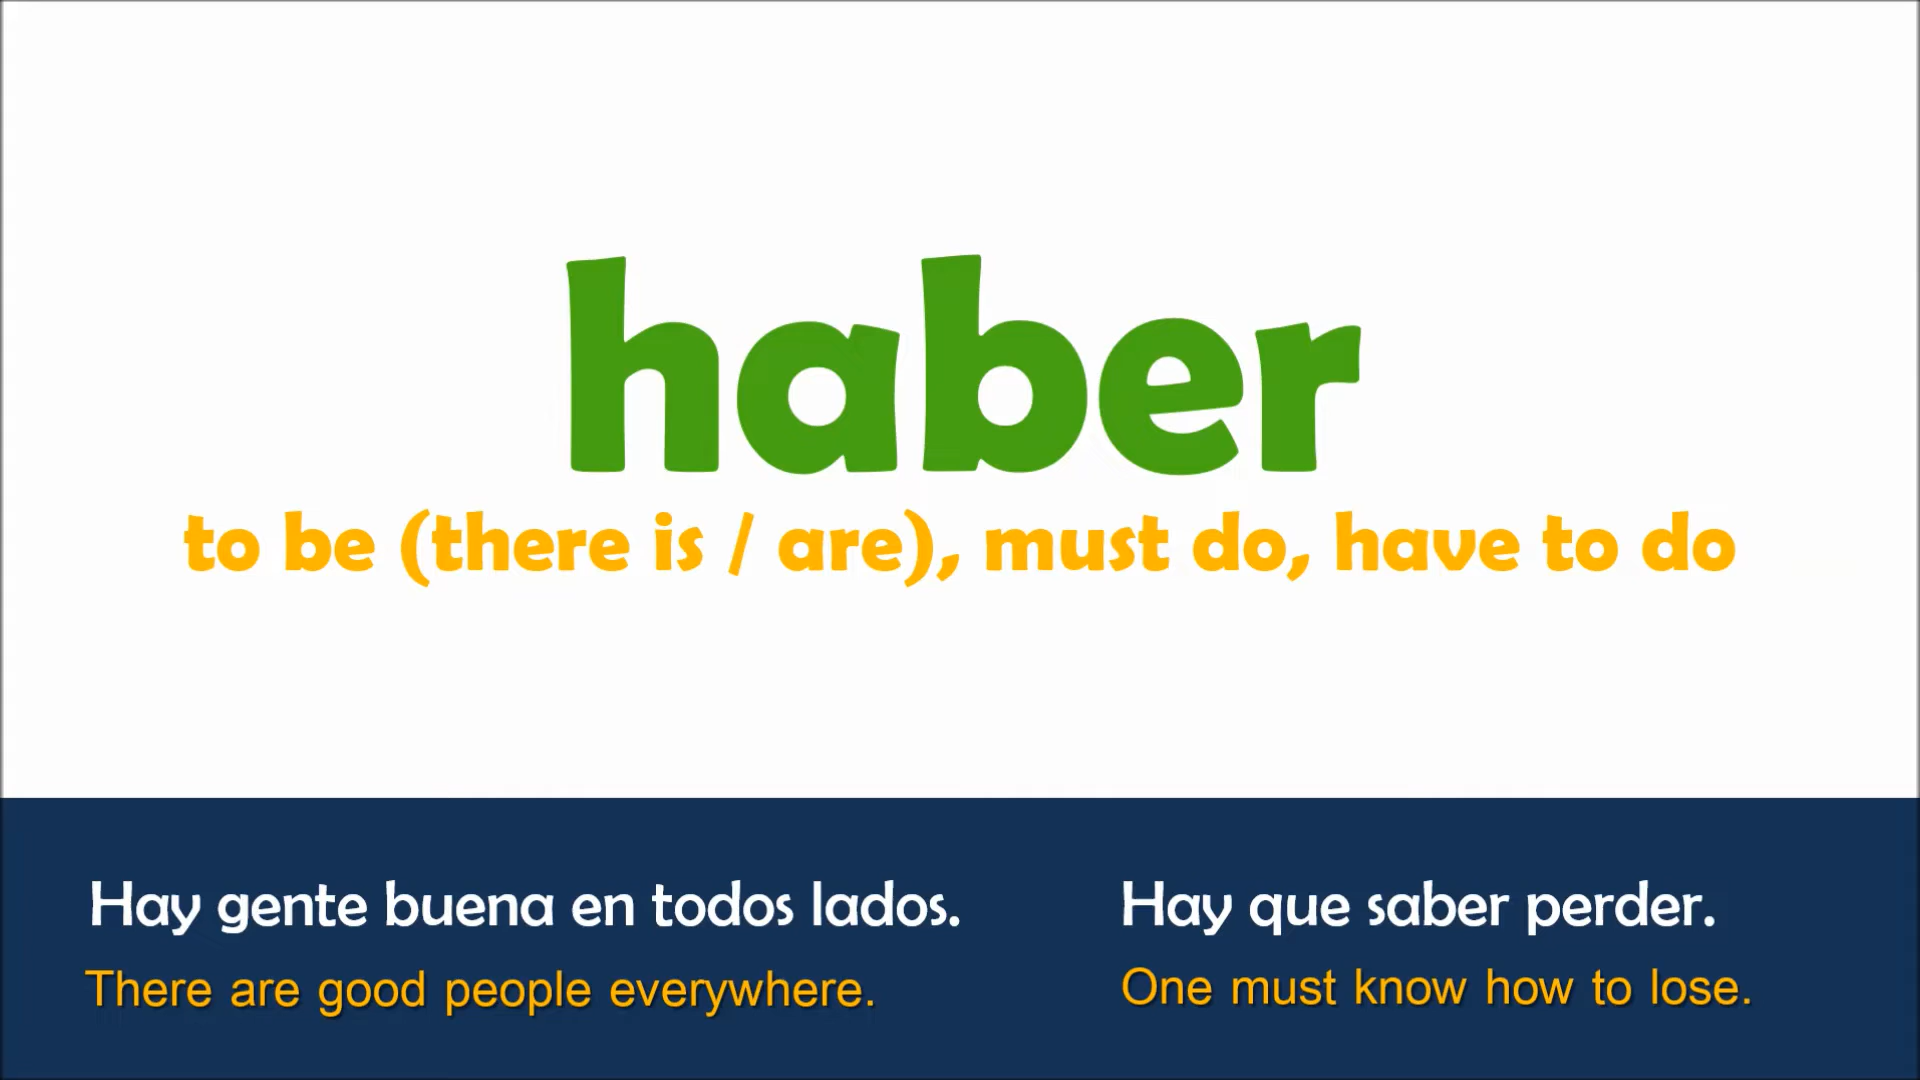 haber
to be (there is / are), must do, have to do
Hay gente buena en todos lados.
There are good people everywhere.
Hay que saber perder.
One must know how to lose.